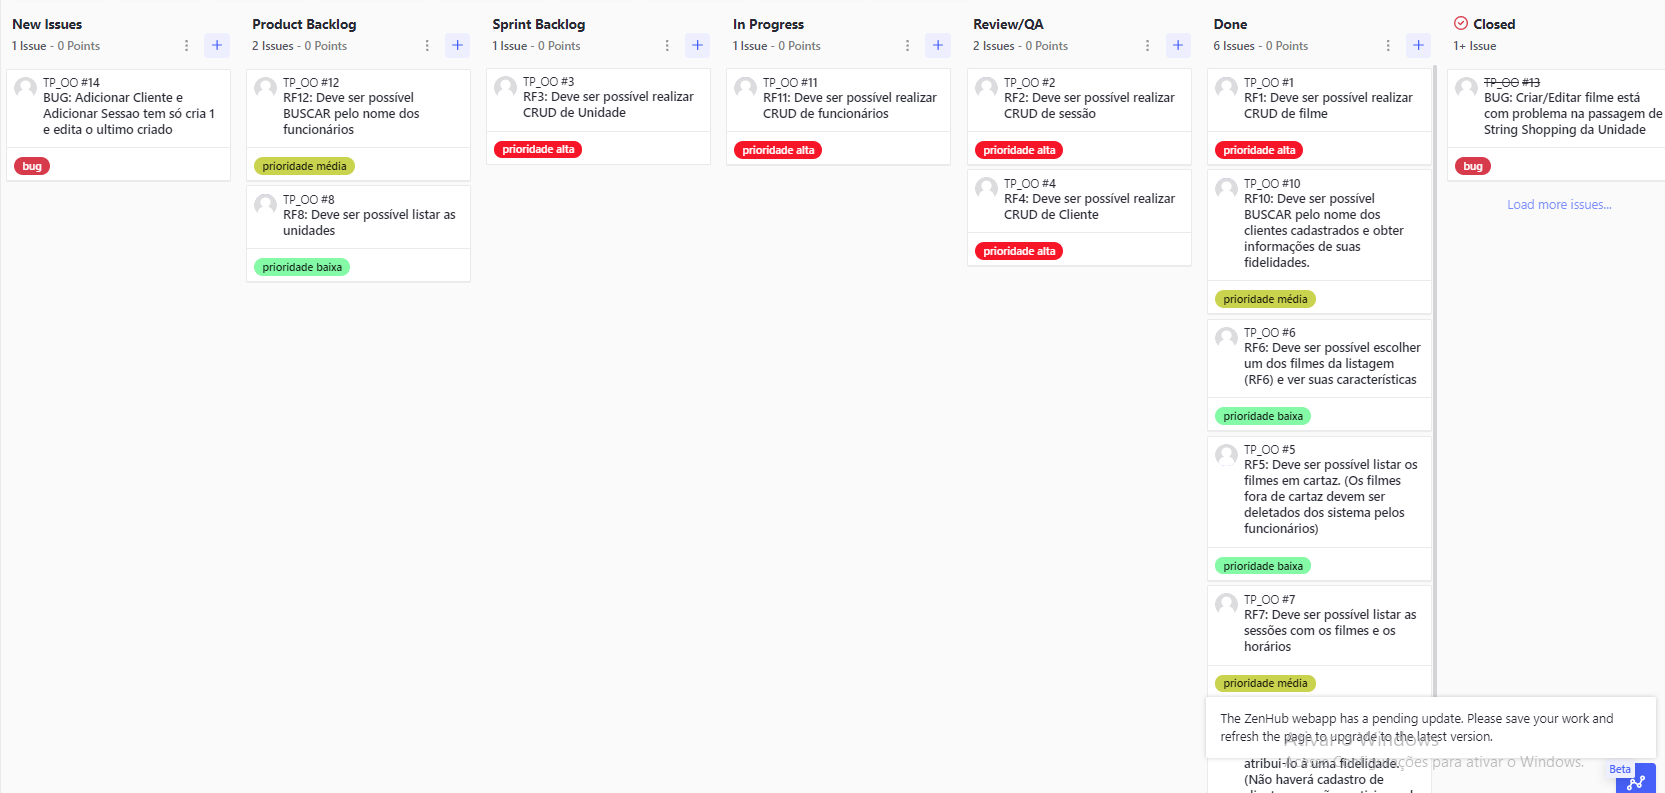 New Issues
1 Issue - 0 Points
TP_OO #14
BUG: Adicionar Cliente e
Adicionar Sessao tem só cria 1
e edita o ultimo criado
bug
Product Backlog
2 Issues - 0 Points
TP_OO #12
RF12: Deve ser possível
BUSCAR pelo nome dos
funcionários
prioridade média
TP_OO #8
RF8: Deve ser possível listar as
unidades
prioridade baixa
Sprint Backlog
1 Issue - 0 Points
TP_OO #3
RF3: Deve ser possível realizar
CRUD de Unidade
prioridade alta
In Progress
1 Issue - 0 Points
TP_OO #11
RF11: Deve ser possível realizar
CRUD de funcionários
prioridade alta
Review/QA
2 Issues - 0 Points
TP_OO #2
RF2: Deve ser possível realizar
CRUD de sessão
prioridade alta
TP_OO #4
RF4: Deve ser possível realizar
CRUD de Cliente
prioridade alta
Done
6 Issues - 0 Points
TP_OO #1
RF1: Deve ser possível realizar
CRUD de filme
prioridade alta
TP_OO #10
RF10: Deve ser possível
BUSCAR pelo nome dos
clientes cadastrados e obter
informações de suas
fidelidades.
prioridade média
TP_OO #6
RF6: Deve ser possível escolher
um dos filmes da listagem
(RF6) e ver suas características
prioridade baixa
TP_OO #5
RF5: Deve ser possível listar os
filmes em cartaz. (Os filmes
fora de cartaz devem ser
deletados dos sistema pelos
funcionários)
prioridade baixa
TP_OO #7
RF7: Deve ser possível listar as
sessões com os filmes e os
horários
prioridade média
atribui-lo à uma fidelidade.
(Não haverá cadastro de
Closed
1+ Issue
TP_OO #13
BUG: Criar/Editar filme está
com problema na passagem de
String Shopping da Unidade
bug
Load more issues...
The ZenHub webapp has a pending update. Please save your work and
refresh the page to upgrade to the latest version.
Ativar o Windows
Acesse Configurações para ativar o Windows.
Beta